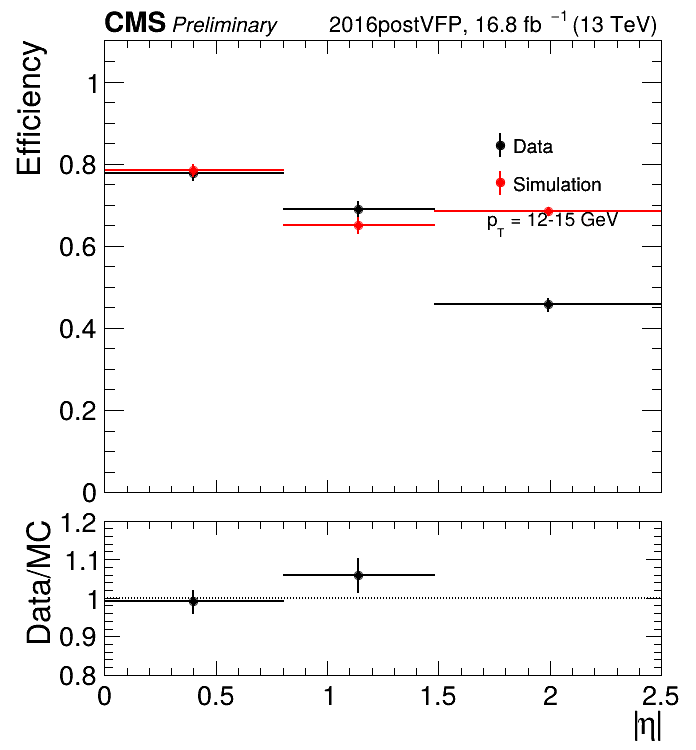 CMS Preliminary 2016postVFP, 16.8 fb⁻¹ (13 TeV)
Efficiency
1
0.8
0.6
0.4
0.2
0
Data
Simulation
p_T = 12-15 GeV
Data/MC
1.2
1.1
1
0.9
0.8
0 0.5 1 1.5 2 2.5
|η|